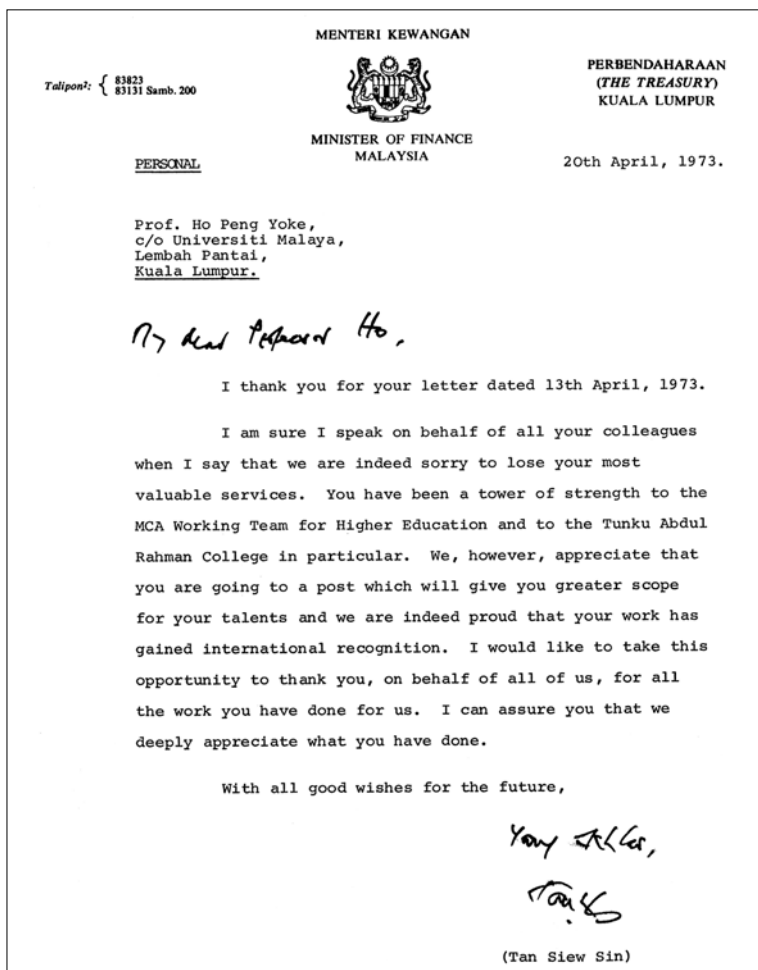 MENTERI KEWANGAN
Talipon²: { 83823
83131 Samb. 200
PERBENDAHARAAN
(THE TREASURY)
KUALA LUMPUR
MINISTER OF FINANCE
MALAYSIA
PERSONAL
20th April, 1973.
Prof. Ho Peng Yoke,
c/o Universiti Malaya,
Lembah Pantai,
Kuala Lumpur.
My dear Professor Ho,
I thank you for your letter dated 13th April, 1973.
I am sure I speak on behalf of all your colleagues
when I say that we are indeed sorry to lose your most
valuable services. You have been a tower of strength to the
MCA Working Team for Higher Education and to the Tunku Abdul
Rahman College in particular. We, however, appreciate that
you are going to a post which will give you greater scope
for your talents and we are indeed proud that your work has
gained international recognition. I would like to take this
opportunity to thank you, on behalf of all of us, for all
the work you have done for us. I can assure you that we
deeply appreciate what you have done.
With all good wishes for the future,
(Tan Siew Sin)